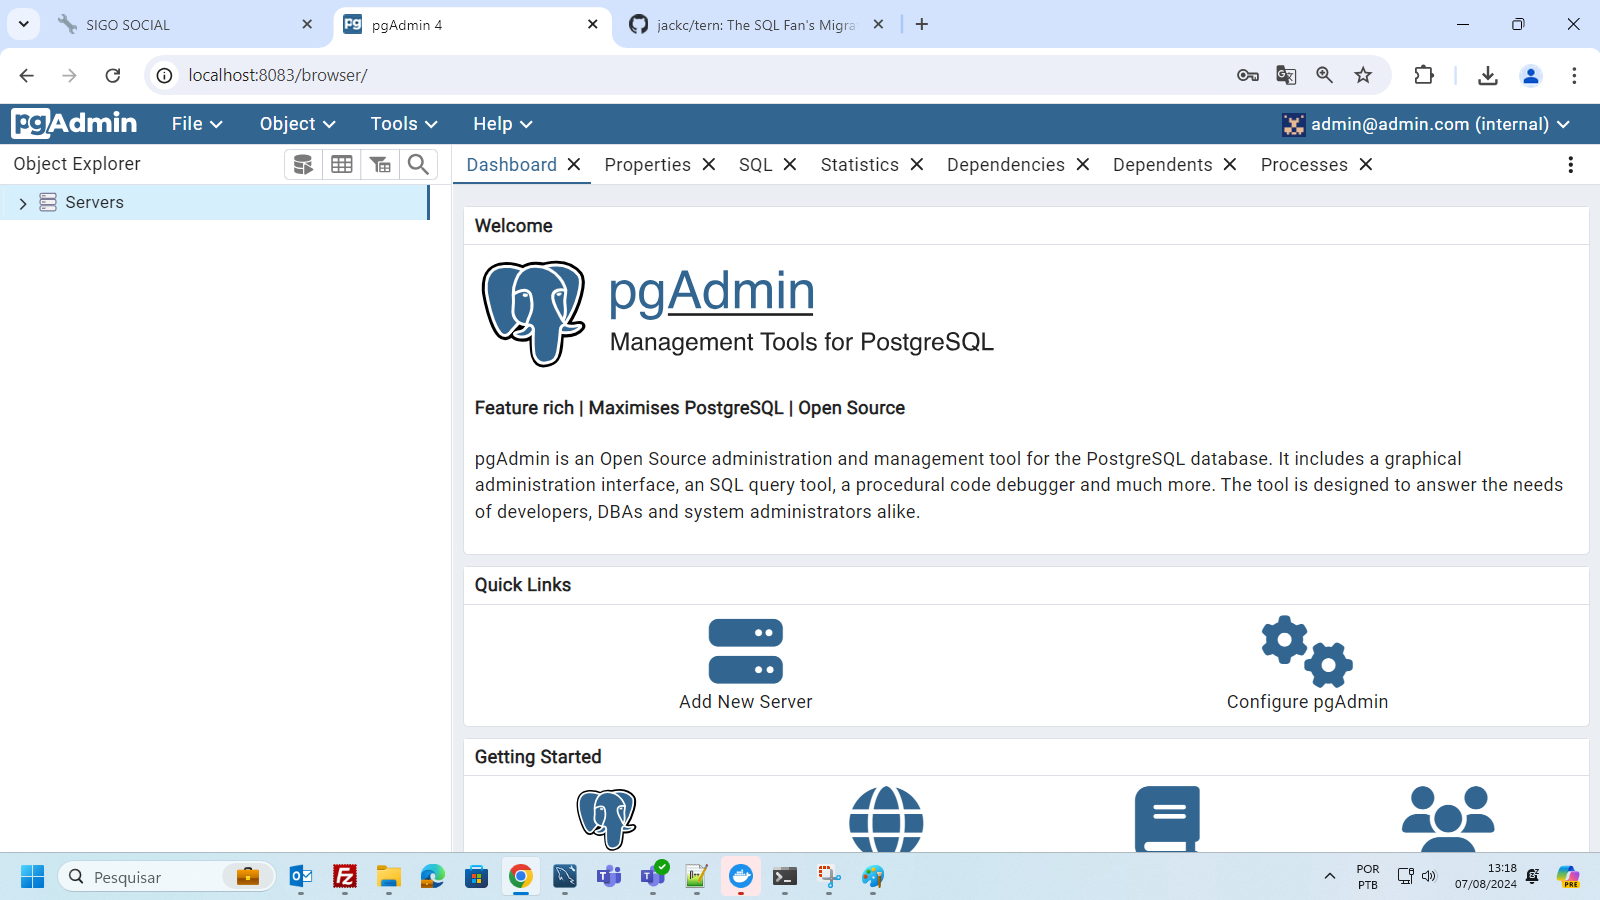 SIGO SOCIAL
pgAdmin 4
jackc/tern: The SQL Fan's Migra
localhost:8083/browser/
pgAdmin
File
Object
Tools
Help
admin@admin.com (internal)
Object Explorer
Dashboard
Properties
SQL
Statistics
Dependencies
Dependents
Processes
Servers
Welcome
pgAdmin
Management Tools for PostgreSQL
Feature rich | Maximises PostgreSQL | Open Source
pgAdmin is an Open Source administration and management tool for the PostgreSQL database. It includes a graphical
administration interface, an SQL query tool, a procedural code debugger and much more. The tool is designed to answer the needs
of developers, DBAs and system administrators alike.
Quick Links
Add New Server
Configure pgAdmin
Getting Started
Pesquisar
POR
PTB
13:18
07/08/2024
PRE